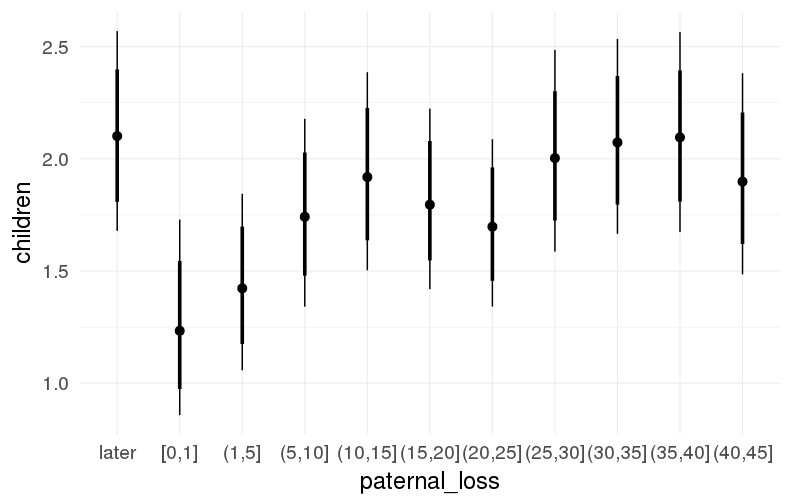 children
2.5
2.0
1.5
1.0
later [0,1] (1,5] (5,10] (10,15] (15,20] (20,25] (25,30] (30,35] (35,40] (40,45]
paternal_loss